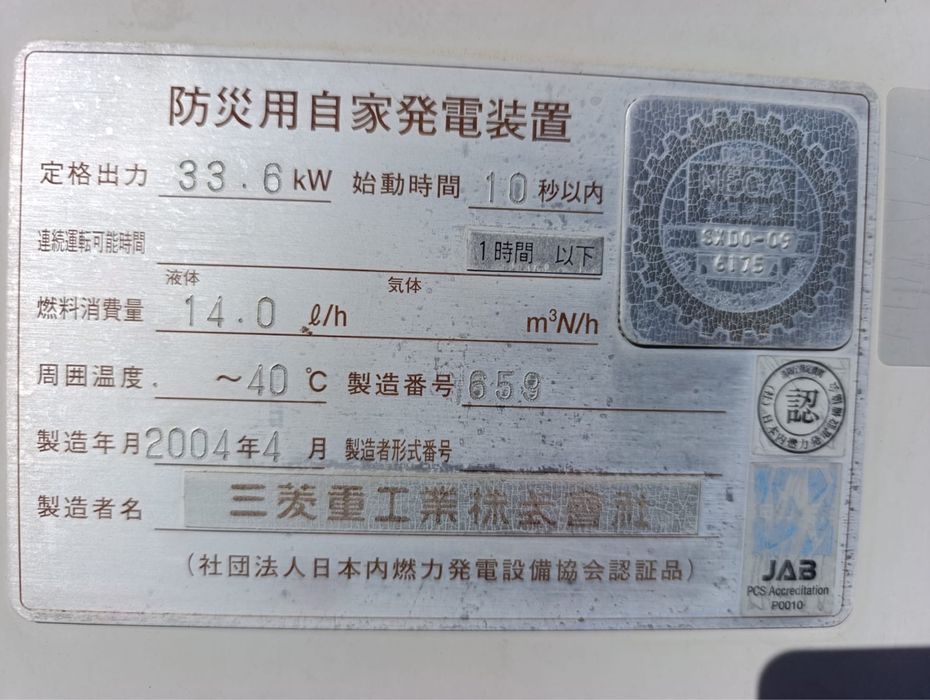 防災用自家発電装置
定格出力 33.6 kW 始動時間 10 秒以内
連続運転可能時間 1時間 以下
液体 気体
燃料消費量 14.0 ℓ/h m³N/h
周囲温度. ～40 ℃ 製造番号 659
製造年月 2004年4 月 製造者形式番号
製造者名 三菱重工業株式會社
(社団法人日本内燃力発電設備協会認証品)
NEGA
SXDO-09
6175
認
JAB
PCS Accreditation
P0010